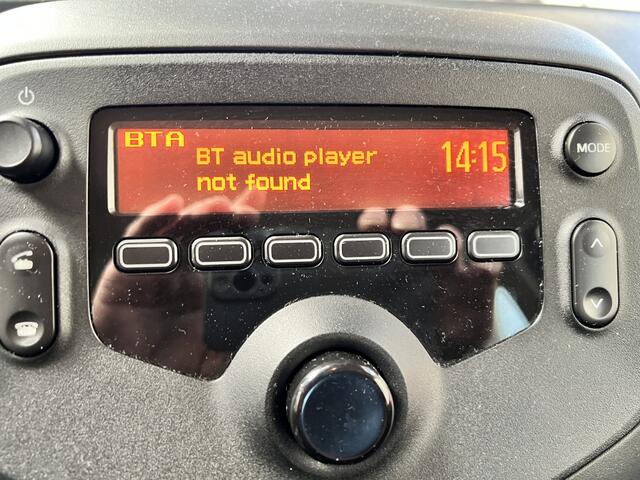 BTA
BT audio player
not found
14:15
MODE